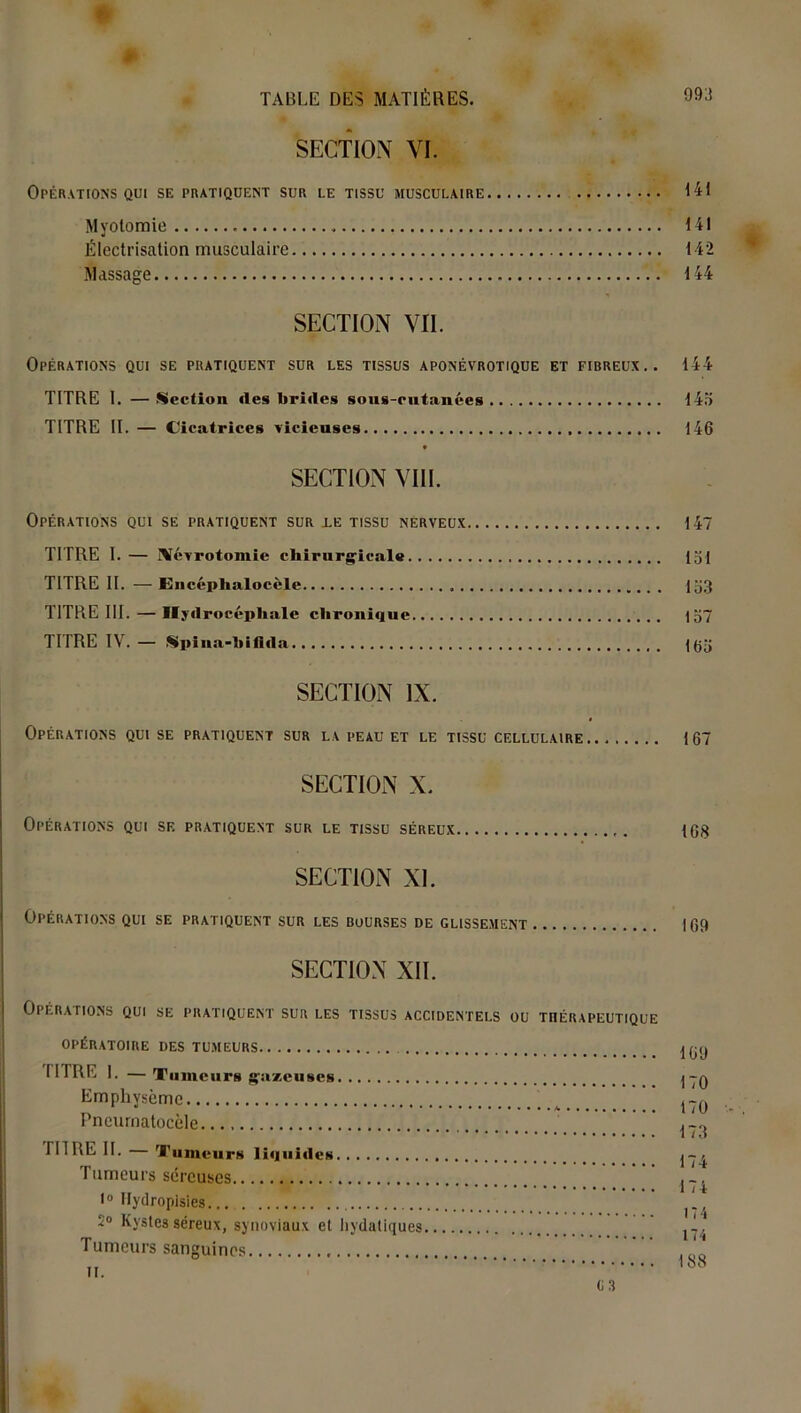 TABLE DES MATIÈRES. 993
SECTION VI.
OPÉRATIONS QUI SE PRATIQUENT SUR LE TISSU MUSCULAIRE.................. 141
Myotomie.................. 141
Électrisation musculaire.................. 142
Massage.................. 144
SECTION VII.
OPÉRATIONS QUI SE PRATIQUENT SUR LES TISSUS APONÉVROTIQUE ET FIBREUX.. 144
TITRE I. — Section des brides sous-cutanées.................. 145
TITRE II. — Cicatrices vicieuses.................. 146
SECTION VIII.
OPÉRATIONS QUI SE PRATIQUENT SUR LE TISSU NERVEUX.................. 147
TITRE I. — Névrotomie chirurgicale.................. 151
TITRE II. — Encéphalocèle.................. 153
TITRE III. — Hydrocéphale chronique.................. 157
TITRE IV. — Spina-bifida.................. 165
SECTION IX.
OPÉRATIONS QUI SE PRATIQUENT SUR LA PEAU ET LE TISSU CELLULAIRE........ 167
SECTION X.
OPÉRATIONS QUI SE PRATIQUENT SUR LE TISSU SÉREUX.................. 168
SECTION XI.
OPÉRATIONS QUI SE PRATIQUENT SUR LES BOURSES DE GLISSEMENT.................. 169
SECTION XII.
OPÉRATIONS QUI SE PRATIQUENT SUR LES TISSUS ACCIDENTELS OU THÉRAPEUTIQUE
OPÉRATOIRE DES TUMEURS.................. 169
TITRE I. — Tumeurs gazeuses.................. 170
Emphysème.................. 170
Pneumatocèle.................. 173
TITRE II. — Tumeurs liquides.................. 174
Tumeurs séreuses.................. 174
1º Hydropisies.................. 174
2º Kystes séreux, synoviaux et hydatiques.................. 174
Tumeurs sanguines.................. 188
II. 63